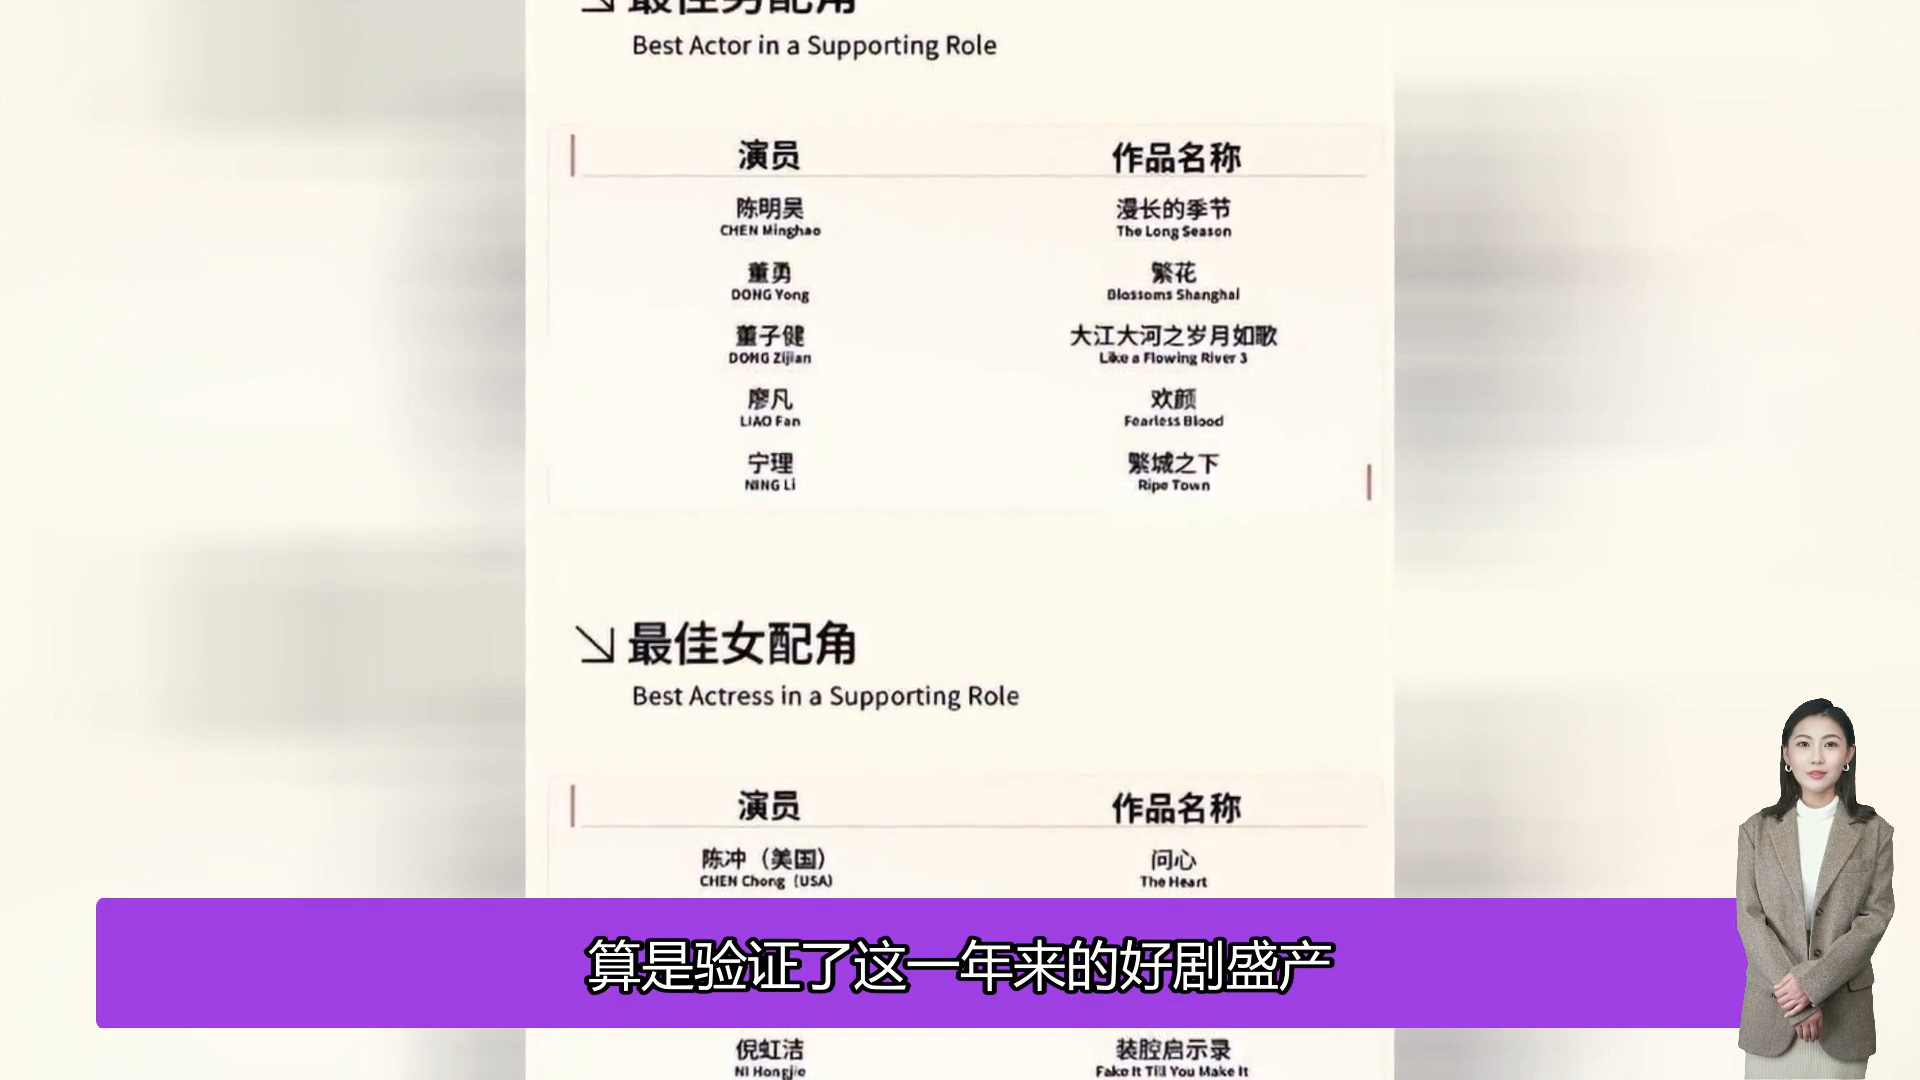 最佳男配角
Best Actor in a Supporting Role
演员 作品名称
陈明昊 漫长的季节
CHEN Minghao The Long Season
董勇 繁花
DONG Yong Blossoms Shanghai
董子健 大江大河之岁月如歌
DONG Zijian Like a Flowing River 3
廖凡 欢颜
LIAO Fan Fearless Blood
宁理 繁城之下
NING Li Ripe Town
最佳女配角
Best Actress in a Supporting Role
演员 作品名称
陈冲（美国） 问心
CHEN Chong (USA) The Heart
算是验证了这一年来的好剧盛产
倪虹洁 装腔启示录
NI Hongjie Fake It Till You Make It